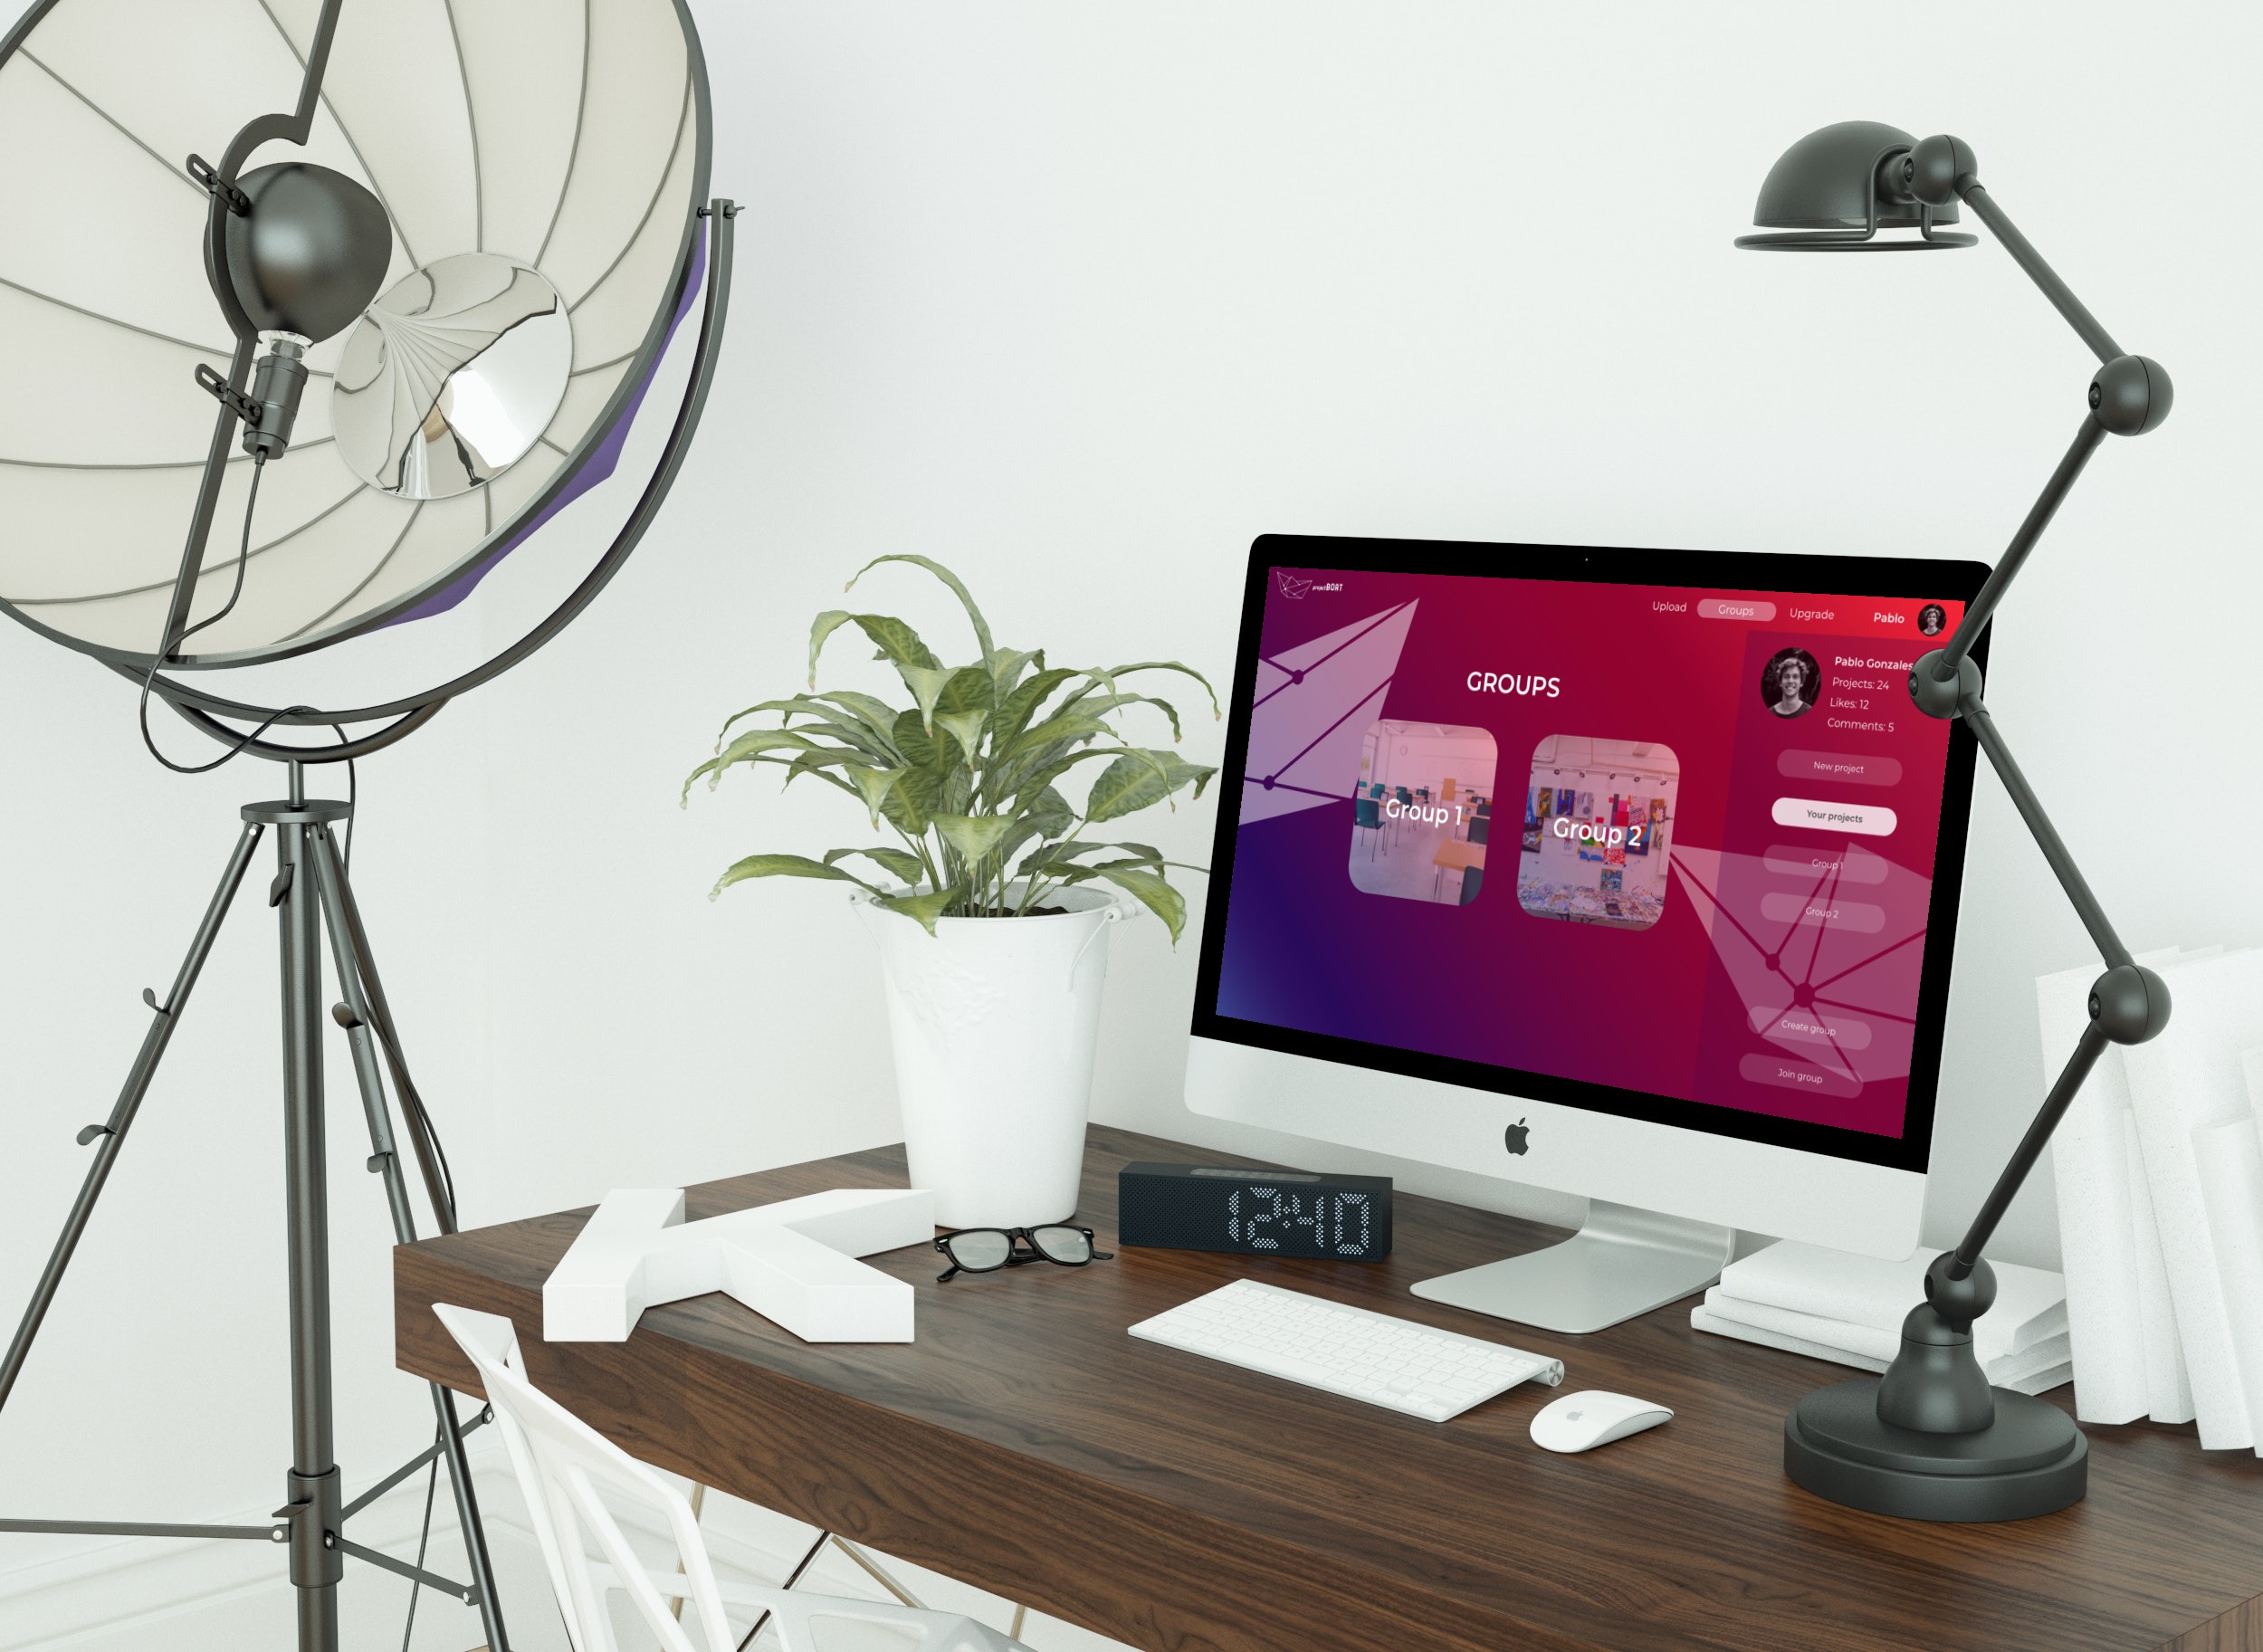 projectBOAT
Upload
Groups
Upgrade
Pablo
GROUPS
Group 1
Group 2
Pablo Gonzales
Projects: 24
Likes: 12
Comments: 5
New project
Your projects
Group 1
Group 2
Create group
Join group
12:40
K